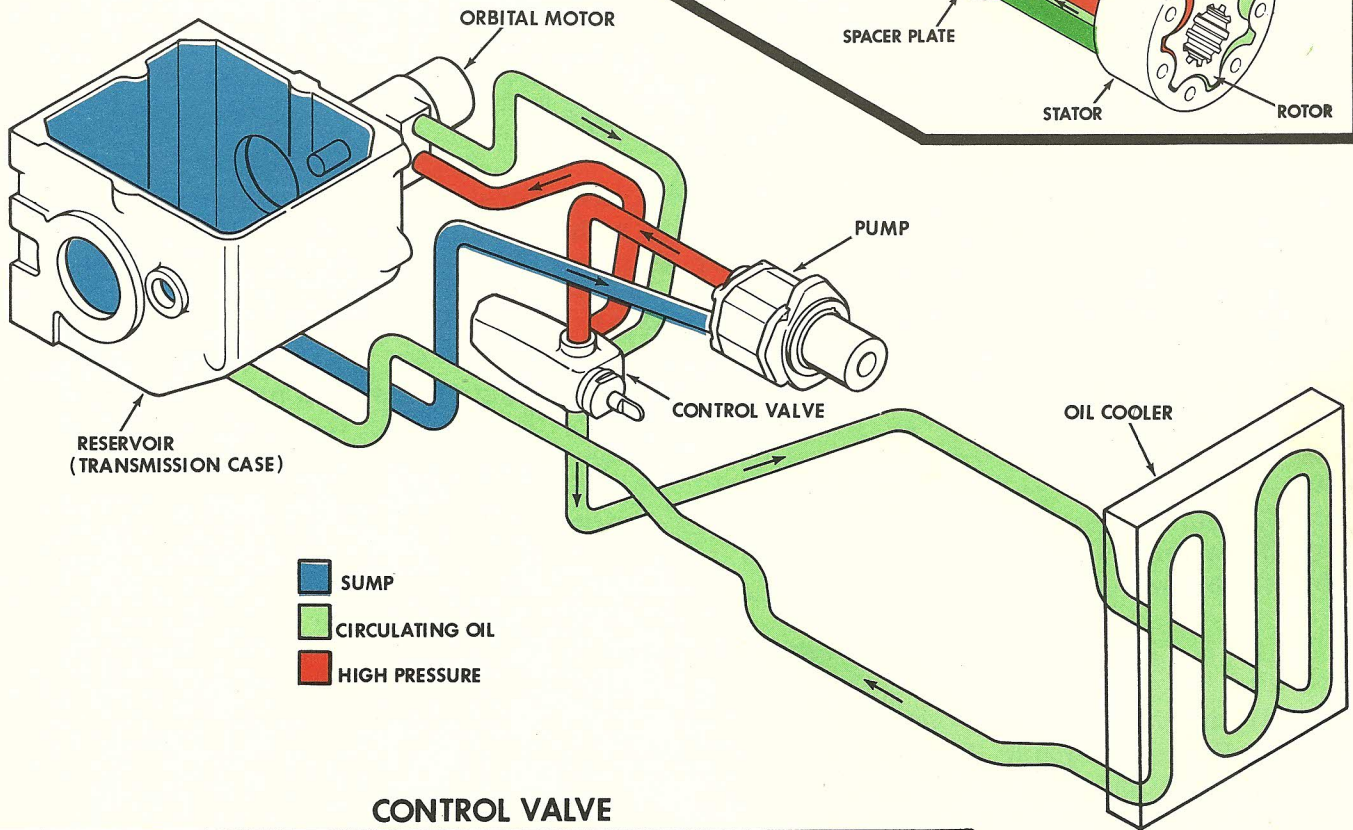 ORBITAL MOTOR
SPACER PLATE
STATOR
ROTOR
PUMP
CONTROL VALVE
OIL COOLER
RESERVOIR
(TRANSMISSION CASE)
SUMP
CIRCULATING OIL
HIGH PRESSURE
CONTROL VALVE